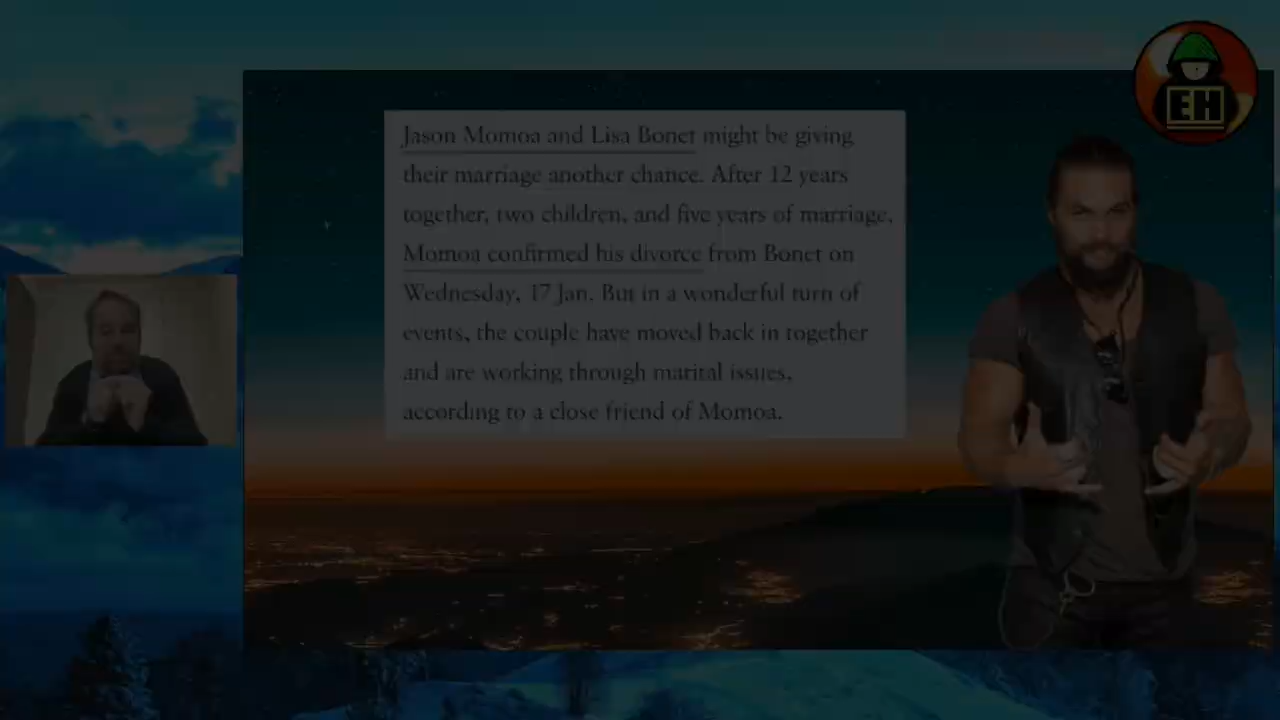 EH
Jason Momoa and Lisa Bonet might be giving
their marriage another chance. After 12 years
together, two children, and five years of marriage,
Momoa confirmed his divorce from Bonet on
Wednesday, 17 Jan. But in a wonderful turn of
events, the couple have moved back in together
and are working through marital issues,
according to a close friend of Momoa.